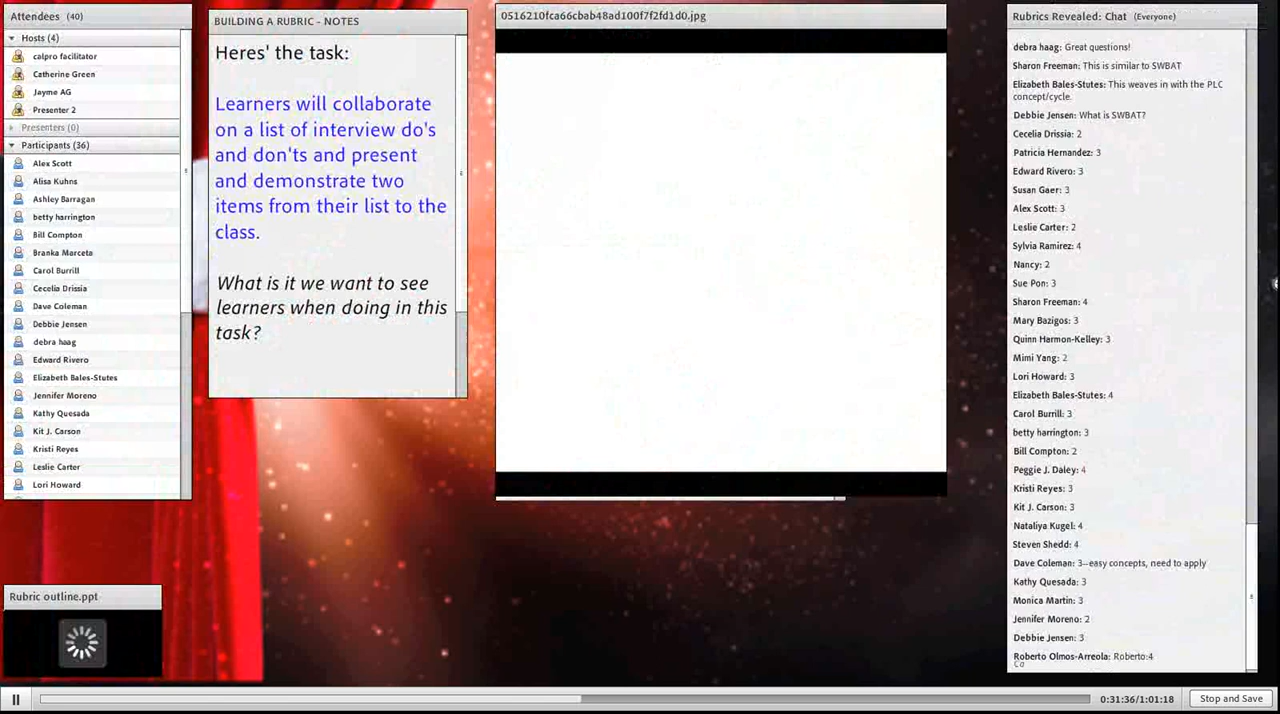 Attendees (40)
Hosts (4)
calpro facilitator
Catherine Green
Jayme AG
Presenter 2
Presenters (0)
Participants (36)
Alex Scott
Alisa Kuhns
Ashley Barragan
betty harrington
Bill Compton
Branka Marceta
Carol Burrill
Cecelia Drissia
Dave Coleman
Debbie Jensen
debra haag
Edward Rivero
Elizabeth Bales-Stutes
Jennifer Moreno
Kathy Quesada
Kit J. Carson
Kristi Reyes
Leslie Carter
Lori Howard
BUILDING A RUBRIC - NOTES
Heres' the task:
Learners will collaborate
on a list of interview do's
and don'ts and present
and demonstrate two
items from their list to the
class.
What is it we want to see
learners when doing in this
task?
0516210fca66cbab48ad100f7f2fd1d0.jpg
Rubrics Revealed: Chat (Everyone)
debra haag: Great questions!
Sharon Freeman: This is similar to SWBAT
Elizabeth Bales-Stutes: This weaves in with the PLC
concept/cycle.
Debbie Jensen: What is SWBAT?
Cecelia Drissia: 2
Patricia Hernandez: 3
Edward Rivero: 3
Susan Gaer: 3
Alex Scott: 3
Leslie Carter: 2
Sylvia Ramirez: 4
Nancy: 2
Sue Pon: 3
Sharon Freeman: 4
Mary Bazigos: 3
Quinn Harmon-Kelley: 3
Mimi Yang: 2
Lori Howard: 3
Elizabeth Bales-Stutes: 4
Carol Burrill: 3
betty harrington: 3
Bill Compton: 2
Peggie J. Daley: 4
Kristi Reyes: 3
Kit J. Carson: 3
Nataliya Kugel: 4
Steven Shedd: 4
Dave Coleman: 3--easy concepts, need to apply
Kathy Quesada: 3
Monica Martin: 3
Jennifer Moreno: 2
Debbie Jensen: 3
Roberto Olmos-Arreola: Roberto:4
Rubric outline.ppt
0:31:36/1:01:18
Stop and Save